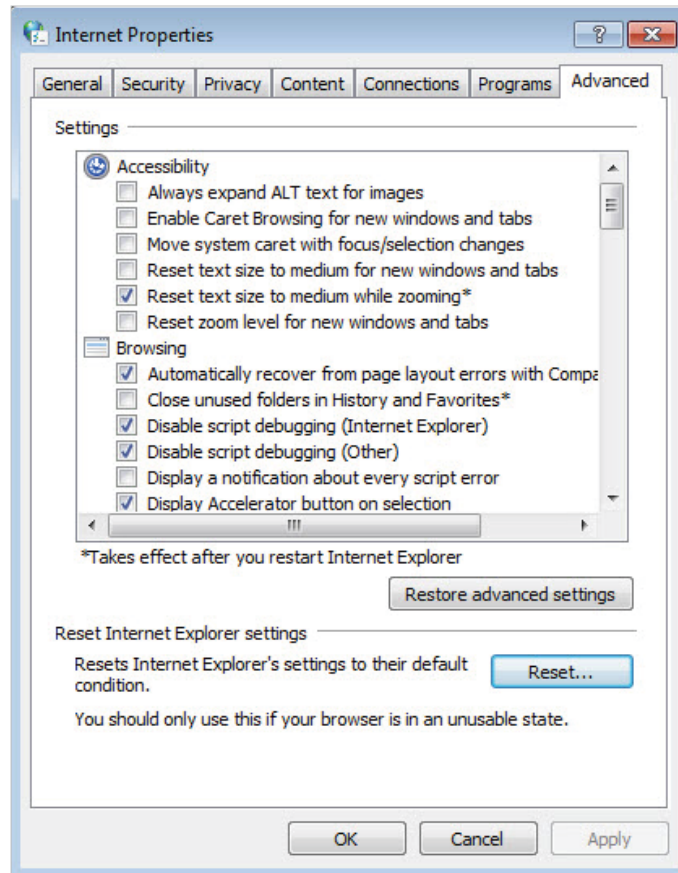 Internet Properties
General Security Privacy Content Connections Programs Advanced
Settings
Accessibility
Always expand ALT text for images
Enable Caret Browsing for new windows and tabs
Move system caret with focus/selection changes
Reset text size to medium for new windows and tabs
Reset text size to medium while zooming*
Reset zoom level for new windows and tabs
Browsing
Automatically recover from page layout errors with Compa
Close unused folders in History and Favorites*
Disable script debugging (Internet Explorer)
Disable script debugging (Other)
Display a notification about every script error
Display Accelerator button on selection
*Takes effect after you restart Internet Explorer
Restore advanced settings
Reset Internet Explorer settings
Resets Internet Explorer's settings to their default
condition.
Reset...
You should only use this if your browser is in an unusable state.
OK Cancel Apply